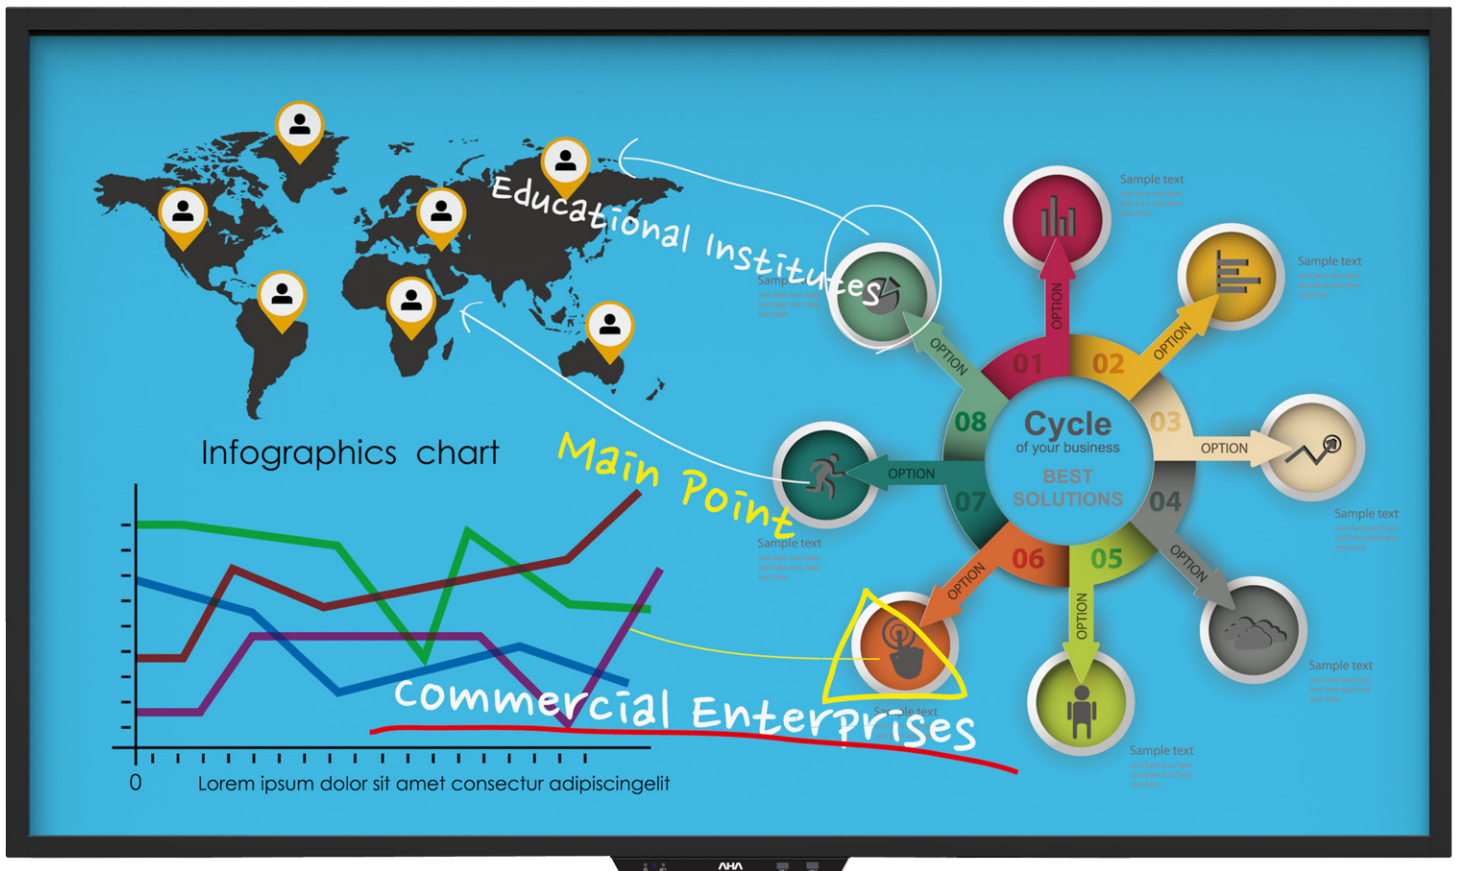 Educational Institutes
Infographics chart
Main Point
Commercial Enterprises
0
Lorem ipsum dolor sit amet consectur adipiscingelit
Cycle
of your business
BEST
SOLUTIONS
01
OPTION
Sample text
02
OPTION
Sample text
03
OPTION
Sample text
04
OPTION
Sample text
05
OPTION
Sample text
06
OPTION
Sample text
07
OPTION
Sample text
08
OPTION
Samp
AHA